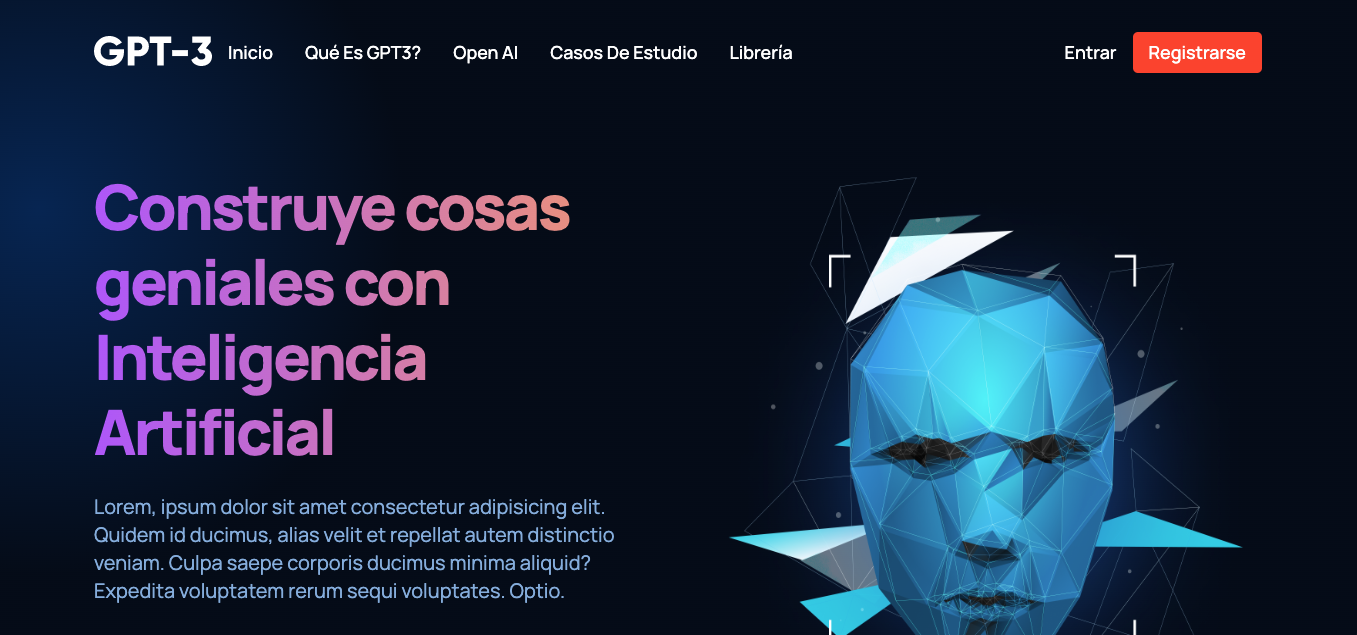 GPT-3 Inicio Qué Es GPT3? Open AI Casos De Estudio Librería Entrar Registrarse
Construye cosas
geniales con
Inteligencia
Artificial
Lorem, ipsum dolor sit amet consectetur adipisicing elit.
Quidem id ducimus, alias velit et repellat autem distinctio
veniam. Culpa saepe corporis ducimus minima aliquid?
Expedita voluptatem rerum sequi voluptates. Optio.